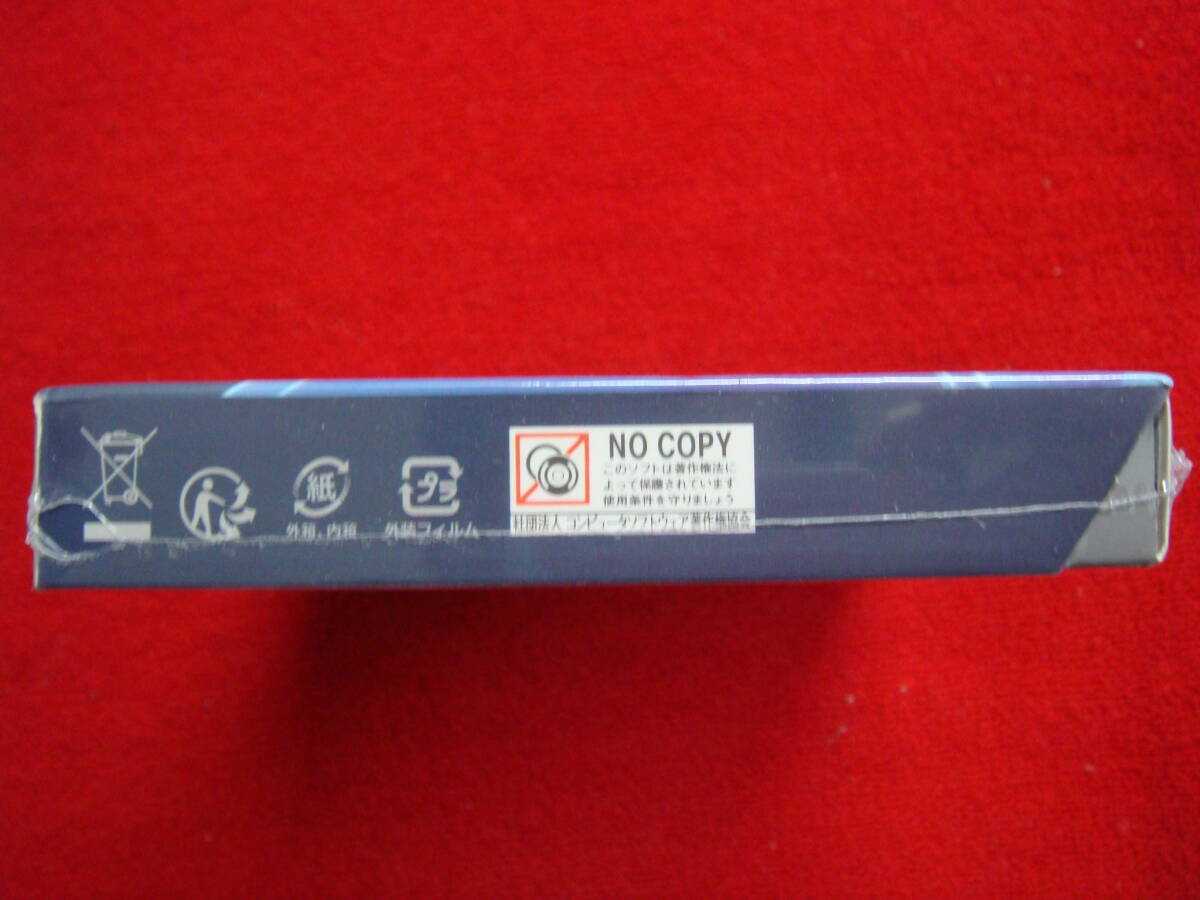 紙
外箱、内箱
プラ
外装フィルム
NO COPY
このソフトは著作権法に
よって保護されています
使用条件を守りましょう
社団法人 コンピュータソフトウェア著作権協会